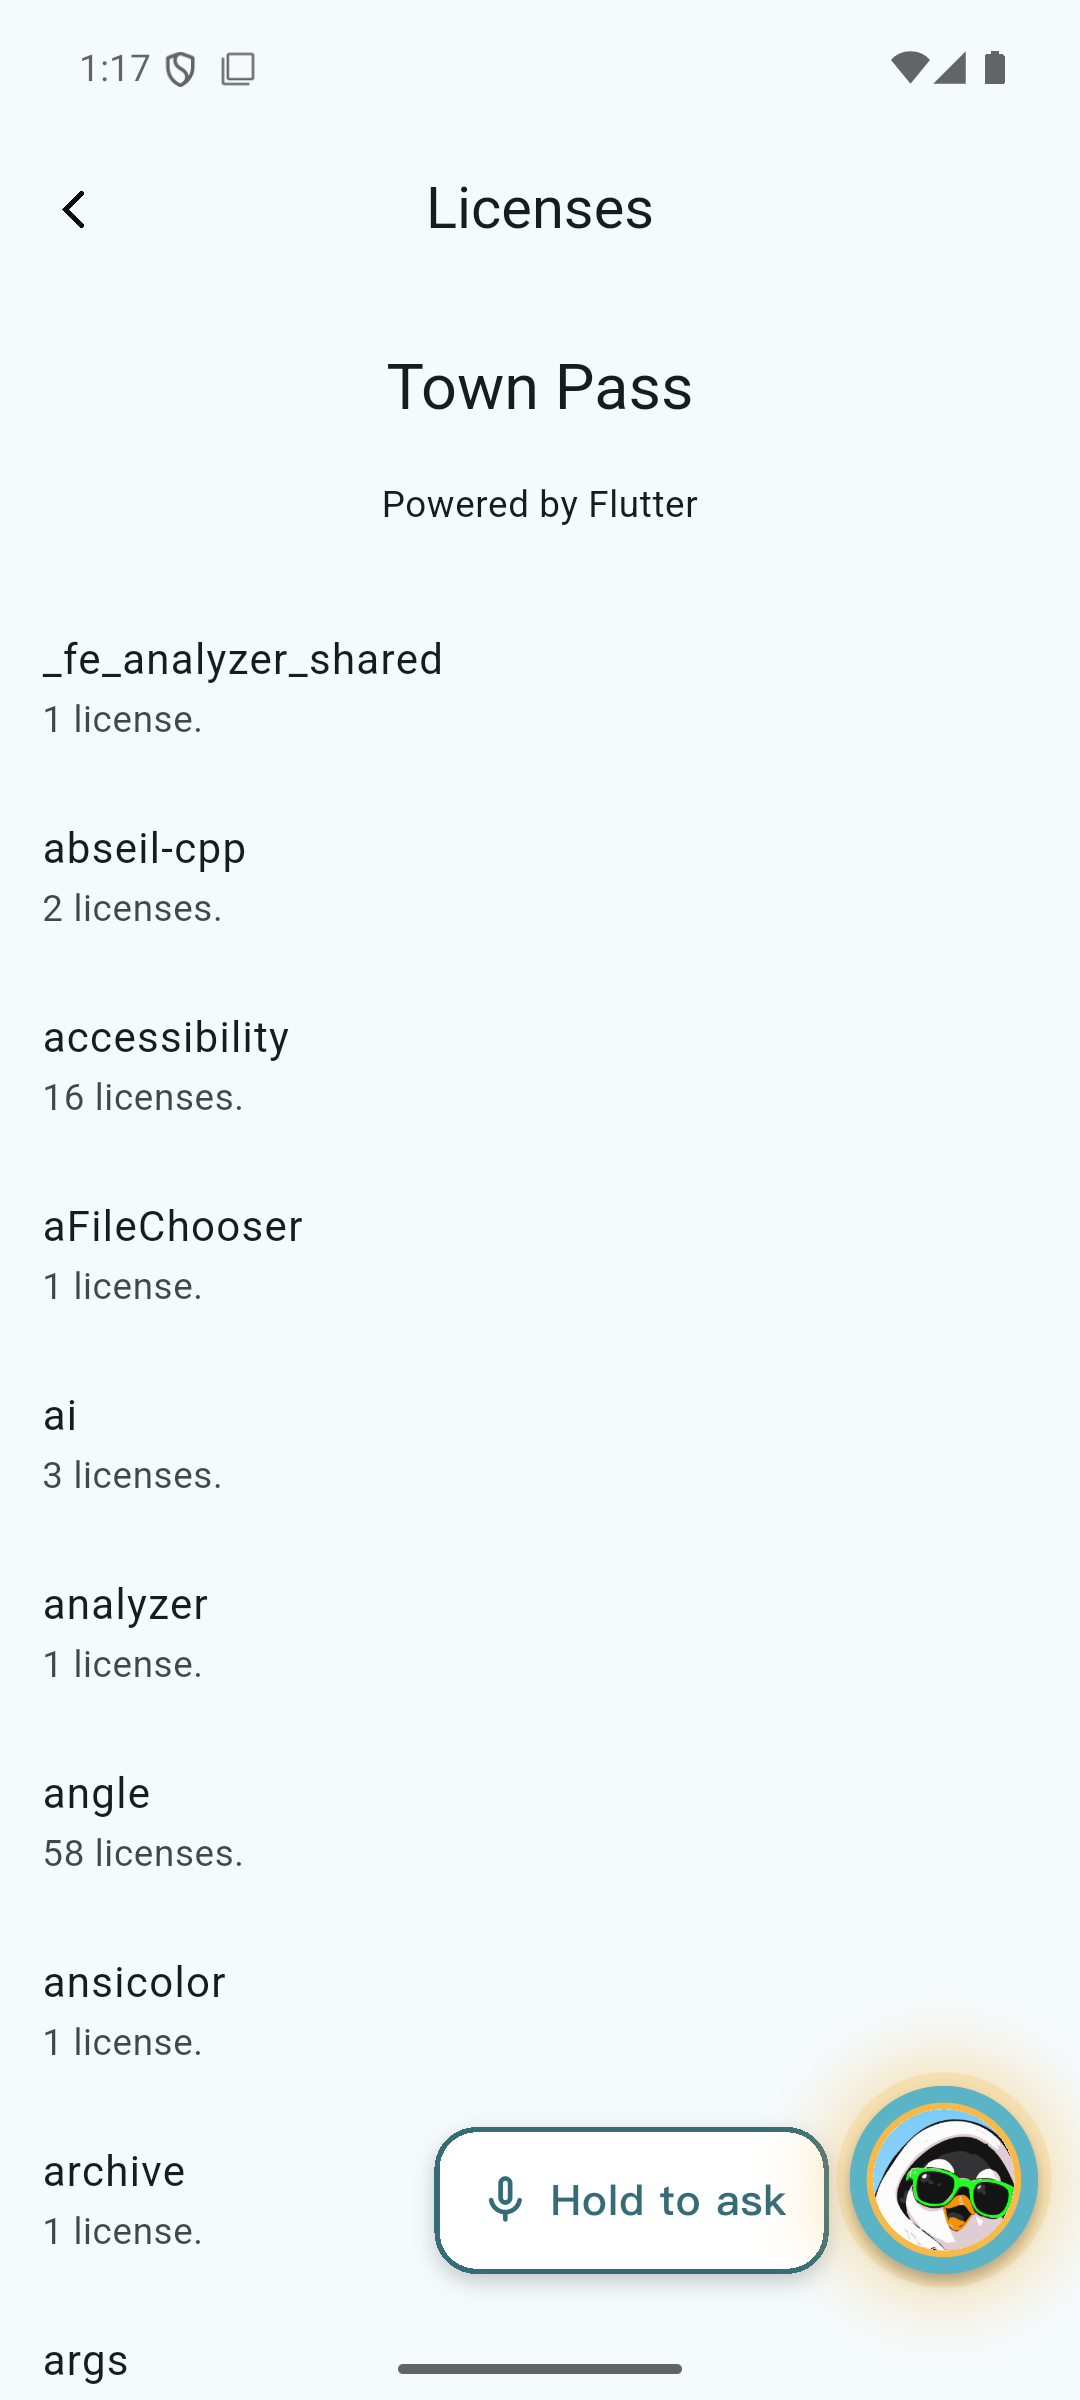 1:17
Licenses
Town Pass
Powered by Flutter
_fe_analyzer_shared
1 license.
abseil-cpp
2 licenses.
accessibility
16 licenses.
aFileChooser
1 license.
ai
3 licenses.
analyzer
1 license.
angle
58 licenses.
ansicolor
1 license.
archive
1 license.
Hold to ask
args